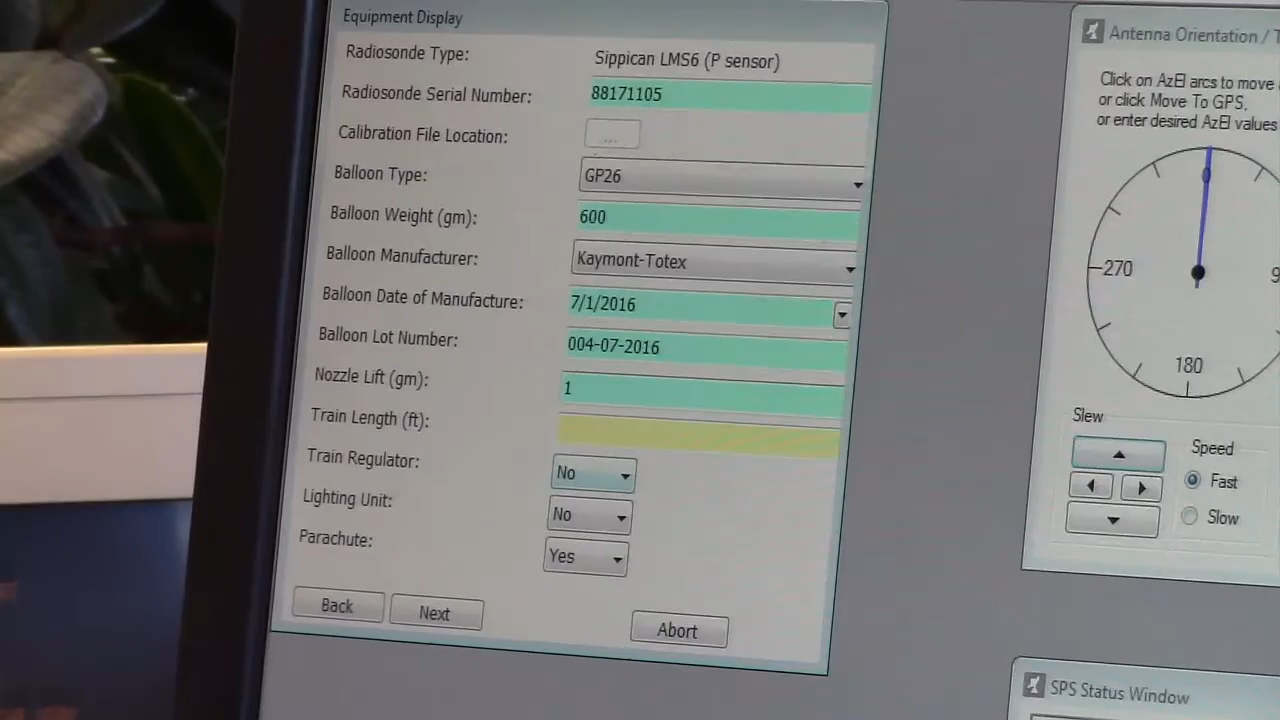 Equipment Display
Radiosonde Type: Sippican LMS6 (P sensor)
Radiosonde Serial Number: 88171105
Calibration File Location: ...
Balloon Type: GP26
Balloon Weight (gm): 600
Balloon Manufacturer: Kaymont-Totex
Balloon Date of Manufacture: 7/1/2016
Balloon Lot Number: 004-07-2016
Nozzle Lift (gm): 1
Train Length (ft):
Train Regulator: No
Lighting Unit: No
Parachute: Yes
Back Next Abort
Antenna Orientation / T
Click on AzEl arcs to move
or click Move To GPS,
or enter desired AzEl values
0
270 9
180
Slew
Speed
Fast
Slow
SPS Status Window